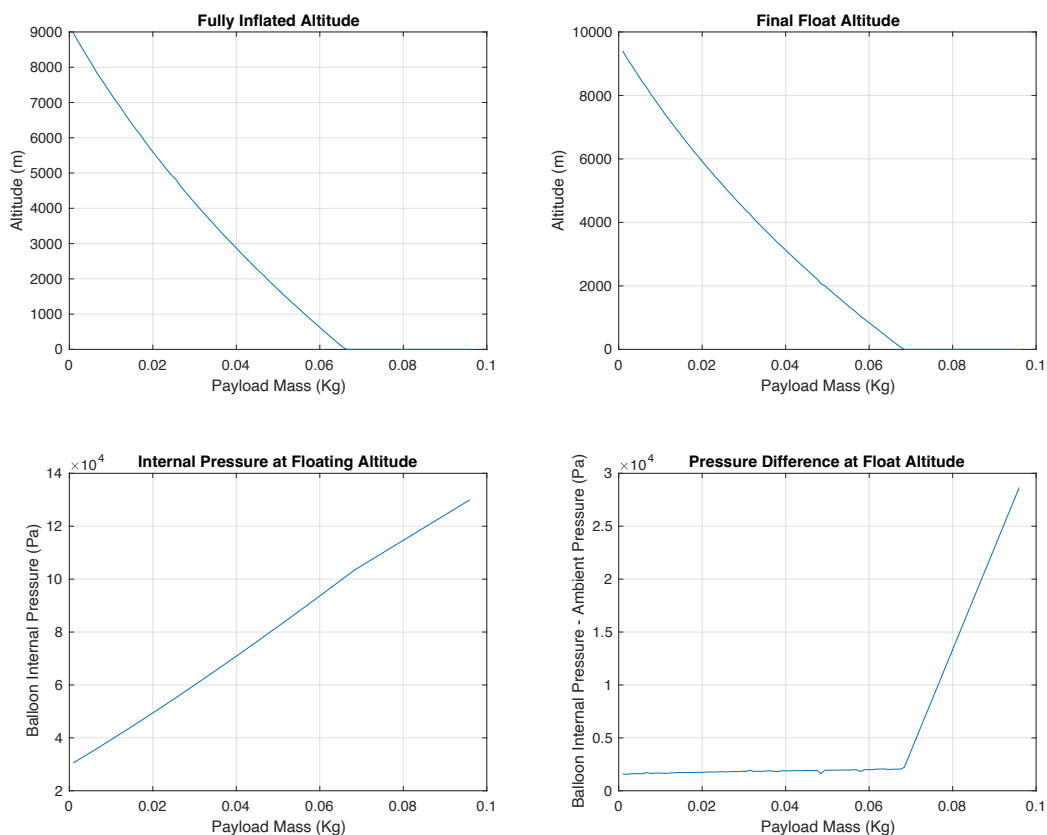 Fully Inflated Altitude
9000
8000
7000
6000
5000
4000
3000
2000
1000
0
Altitude (m)
0 0.02 0.04 0.06 0.08 0.1
Payload Mass (Kg)
Final Float Altitude
10000
8000
6000
4000
2000
0
Altitude (m)
0 0.02 0.04 0.06 0.08 0.1
Payload Mass (Kg)
Internal Pressure at Floating Altitude
×10⁴
14
12
10
8
6
4
2
Balloon Internal Pressure (Pa)
0 0.02 0.04 0.06 0.08 0.1
Payload Mass (Kg)
Pressure Difference at Float Altitude
×10⁴
3
2.5
2
1.5
1
0.5
0
Balloon Internal Pressure - Ambient Pressure (Pa)
0 0.02 0.04 0.06 0.08 0.1
Payload Mass (Kg)